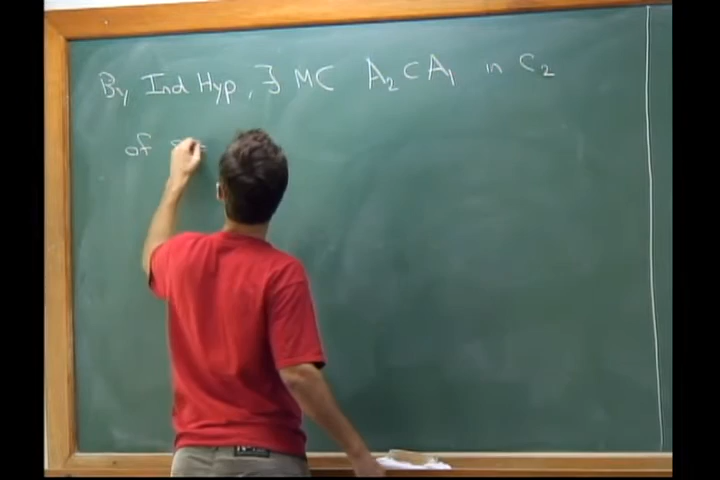 By Ind Hyp, ∃ MC A₂ ⊂ A₁ in C₂
of